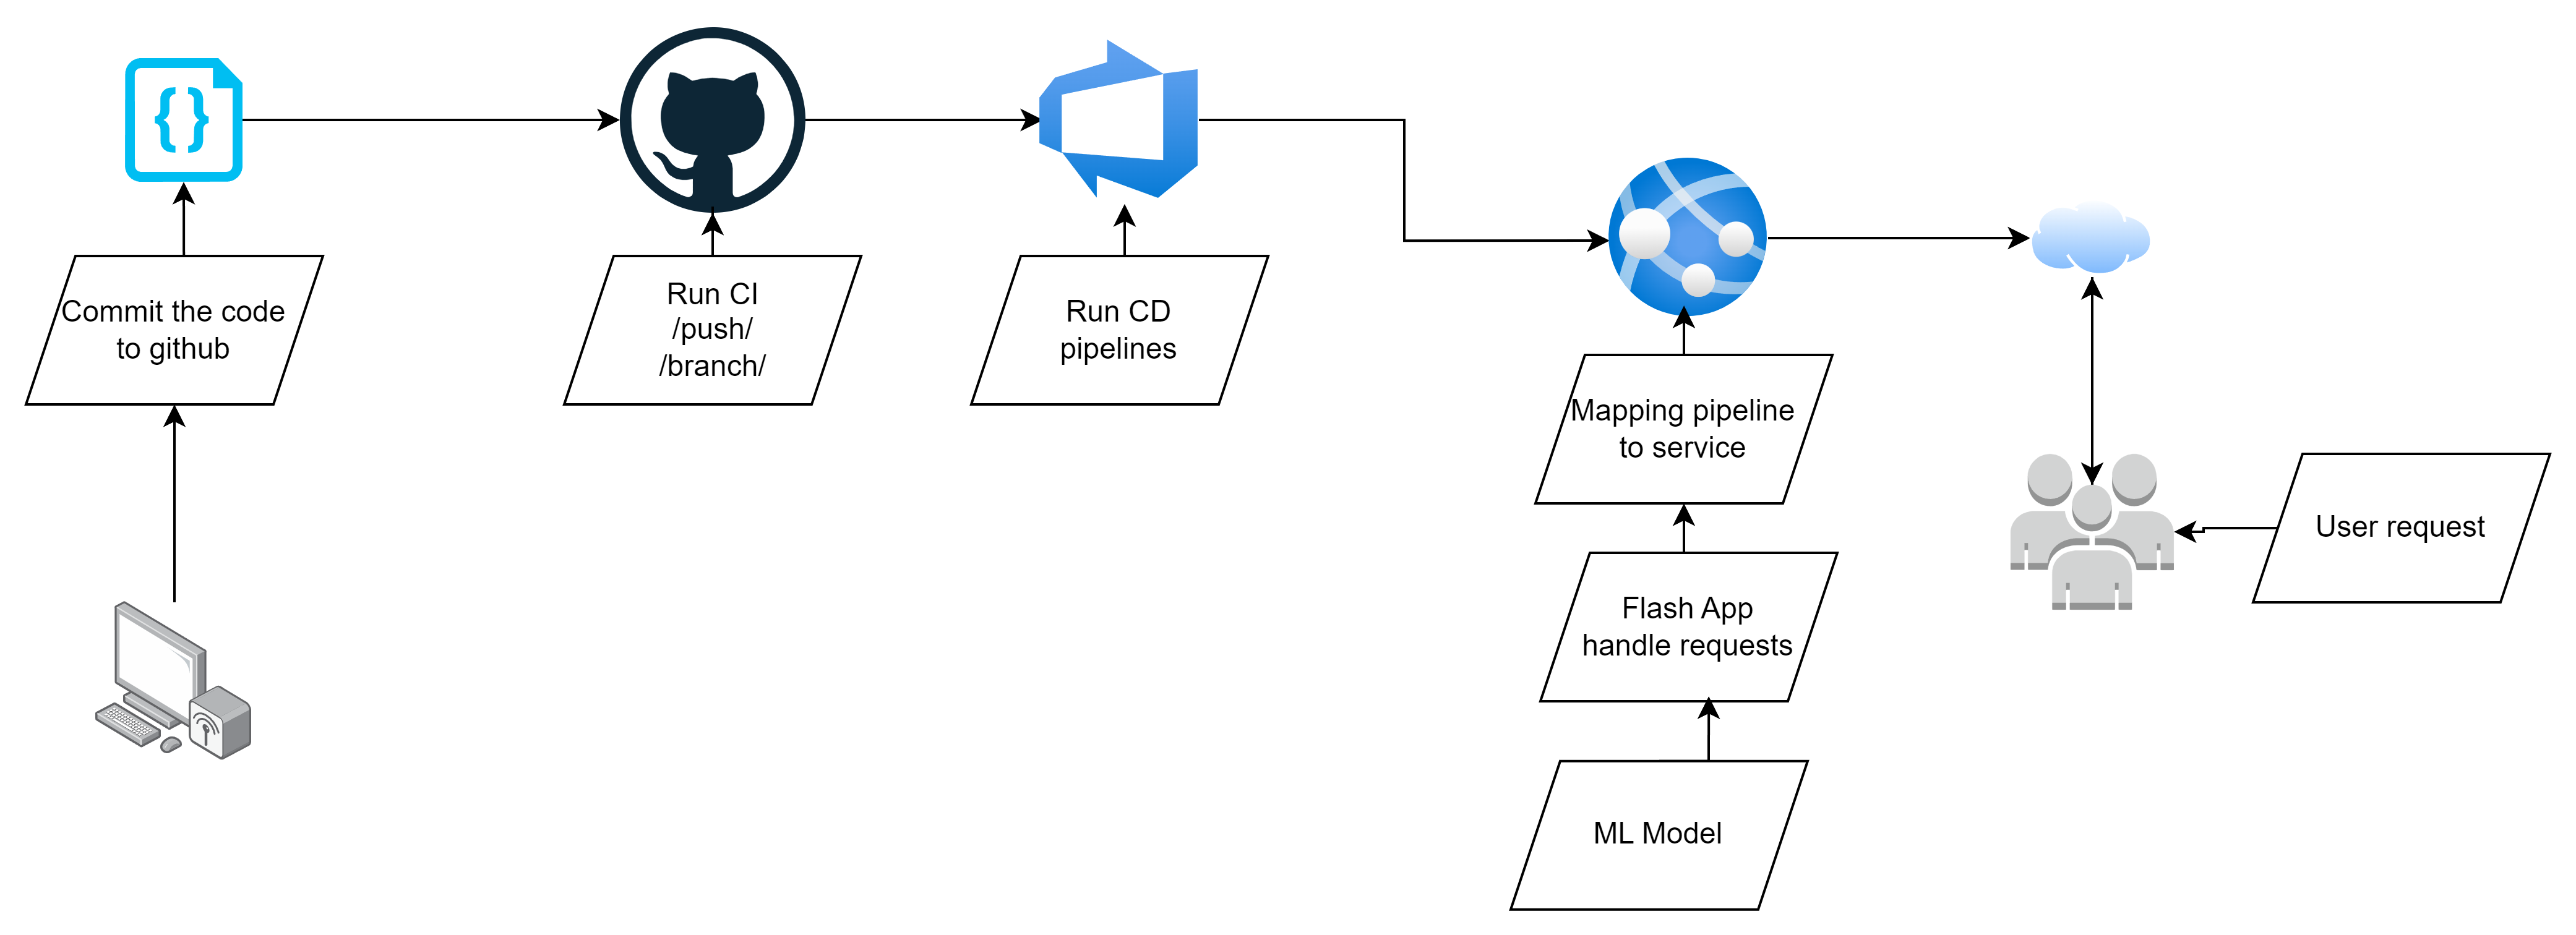 {}
Commit the code
to github
Run CI
/push/
/branch/
Run CD
pipelines
Mapping pipeline
to service
Flash App
handle requests
ML Model
User request